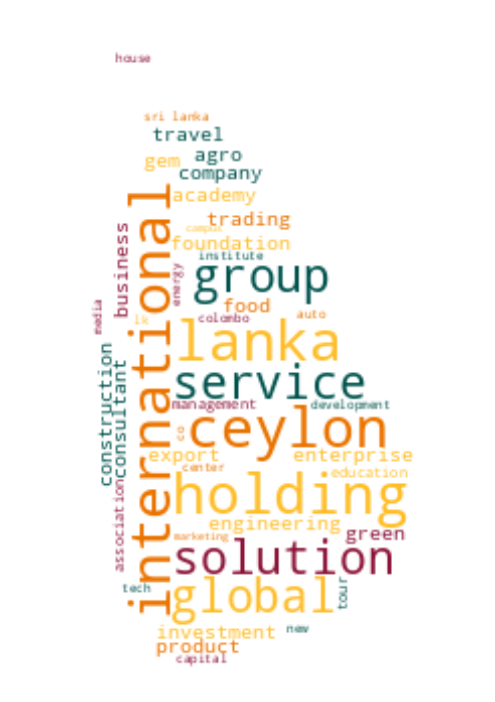 house
sri lanka
travel
agro
gem
company
academy
trading
campus
foundation
business
institute
group
energy
food
media
auto
lk
colombo
international
lanka
service
construction
consultant
management
development
ceylon
co
export
enterprise
center
education
holding
association
engineering
green
marketing
solution
tech
global
tour
investment
new
product
capital